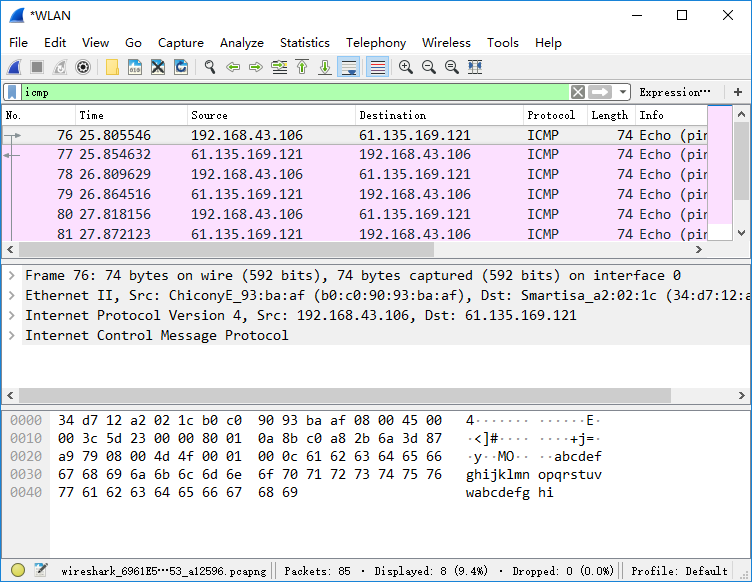 *WLAN
File Edit View Go Capture Analyze Statistics Telephony Wireless Tools Help
icmp Expression… +
No. Time Source Destination Protocol Length Info
76 25.805546 192.168.43.106 61.135.169.121 ICMP 74 Echo (pin
77 25.854632 61.135.169.121 192.168.43.106 ICMP 74 Echo (pin
78 26.809629 192.168.43.106 61.135.169.121 ICMP 74 Echo (pin
79 26.864516 61.135.169.121 192.168.43.106 ICMP 74 Echo (pin
80 27.818156 192.168.43.106 61.135.169.121 ICMP 74 Echo (pin
81 27.872123 61.135.169.121 192.168.43.106 ICMP 74 Echo (pin
Frame 76: 74 bytes on wire (592 bits), 74 bytes captured (592 bits) on interface 0
Ethernet II, Src: ChiconyE_93:ba:af (b0:c0:90:93:ba:af), Dst: Smartisa_a2:02:1c (34:d7:12:a
Internet Protocol Version 4, Src: 192.168.43.106, Dst: 61.135.169.121
Internet Control Message Protocol
0000 34 d7 12 a2 02 1c b0 c0 90 93 ba af 08 00 45 00 4······· ······E·
0010 00 3c 5d 23 00 00 80 01 0a 8b c0 a8 2b 6a 3d 87 ·<]#···· ····+j=·
0020 a9 79 08 00 4d 4f 00 01 00 0c 61 62 63 64 65 66 ·y··MO·· ··abcdef
0030 67 68 69 6a 6b 6c 6d 6e 6f 70 71 72 73 74 75 76 ghijklmn opqrstuv
0040 77 61 62 63 64 65 66 67 68 69 wabcdefg hi
wireshark_6961E5…53_a12596.pcapng Packets: 85 · Displayed: 8 (9.4%) · Dropped: 0 (0.0%) Profile: Default